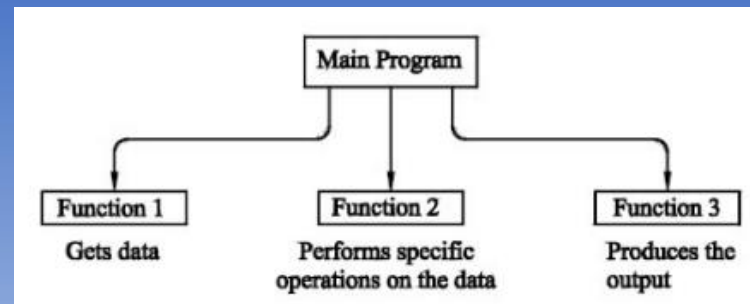 Main Program
Function 1
Gets data
Function 2
Performs specific
operations on the data
Function 3
Produces the
output